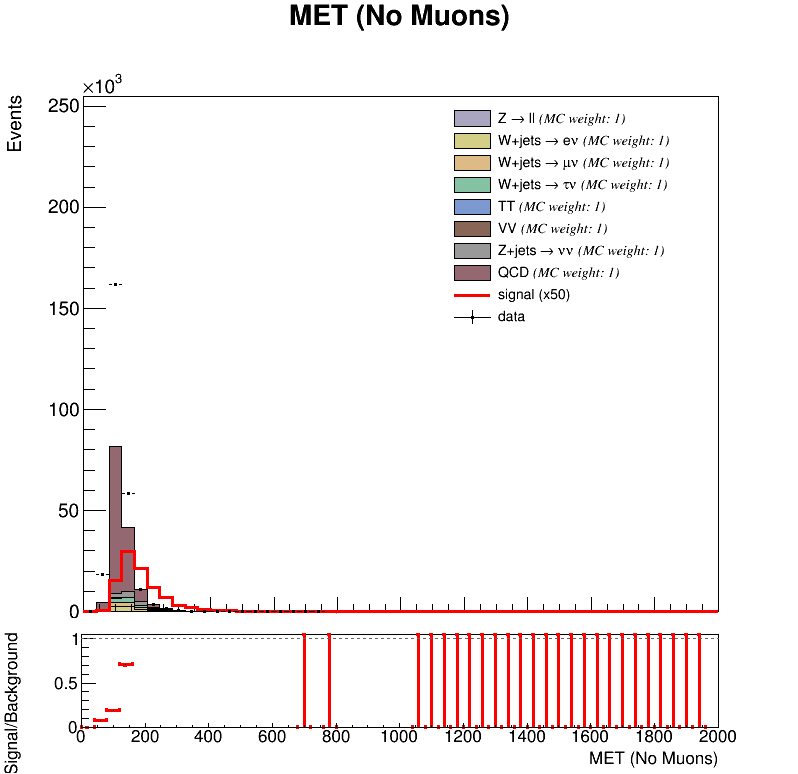 MET (No Muons)
×10³
Events
250
200
150
100
50
0
Z → ll (MC weight: 1)
W+jets → eν (MC weight: 1)
W+jets → μν (MC weight: 1)
W+jets → τν (MC weight: 1)
TT (MC weight: 1)
VV (MC weight: 1)
Z+jets → νν (MC weight: 1)
QCD (MC weight: 1)
signal (x50)
data
Signal/Background
1
0.5
0
0 200 400 600 800 1000 1200 1400 1600 1800 2000
MET (No Muons)